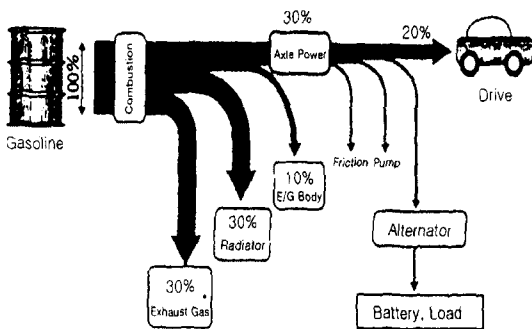 30%
20%
100%
Combustion
Axle Power
Gasoline
Drive
Friction Pump
10%
E/G Body
30%
Radiator
Alternator
30%
Exhaust Gas
Battery, Load